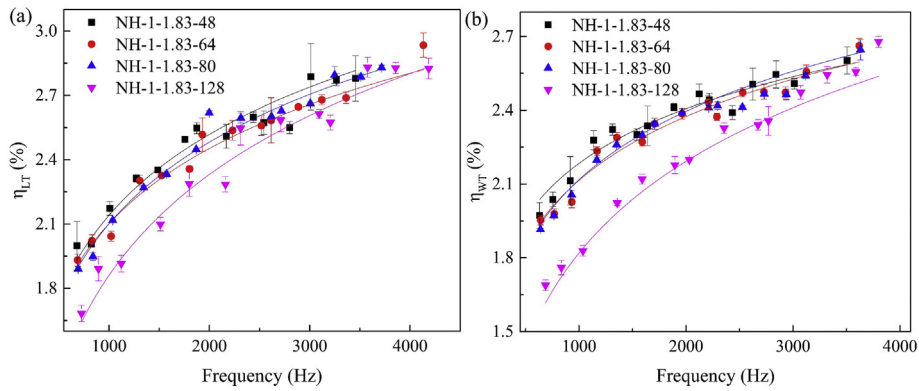 (a)
NH-1-1.83-48
NH-1-1.83-64
NH-1-1.83-80
NH-1-1.83-128
3.0
2.7
2.4
2.1
1.8
ηLT (%)
1000 2000 3000 4000
Frequency (Hz)
(b)
NH-1-1.83-48
NH-1-1.83-64
NH-1-1.83-80
NH-1-1.83-128
2.7
2.4
2.1
1.8
1.5
ηWT (%)
1000 2000 3000 4000
Frequency (Hz)